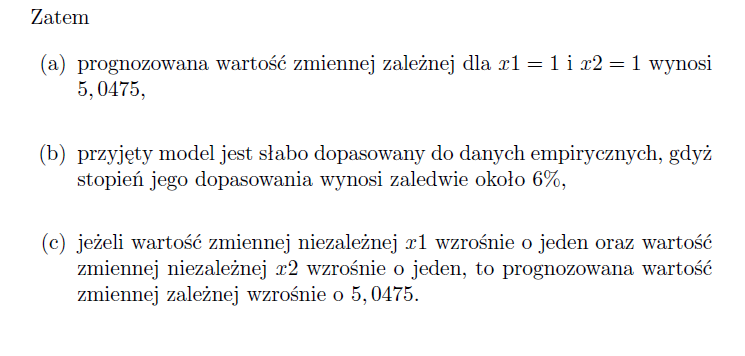 Zatem
(a) prognozowana wartość zmiennej zależnej dla x1 = 1 i x2 = 1 wynosi
5,0475,
(b) przyjęty model jest słabo dopasowany do danych empirycznych, gdyż
stopień jego dopasowania wynosi zaledwie około 6%,
(c) jeżeli wartość zmiennej niezależnej x1 wzrośnie o jeden oraz wartość
zmiennej niezależnej x2 wzrośnie o jeden, to prognozowana wartość
zmiennej zależnej wzrośnie o 5,0475.